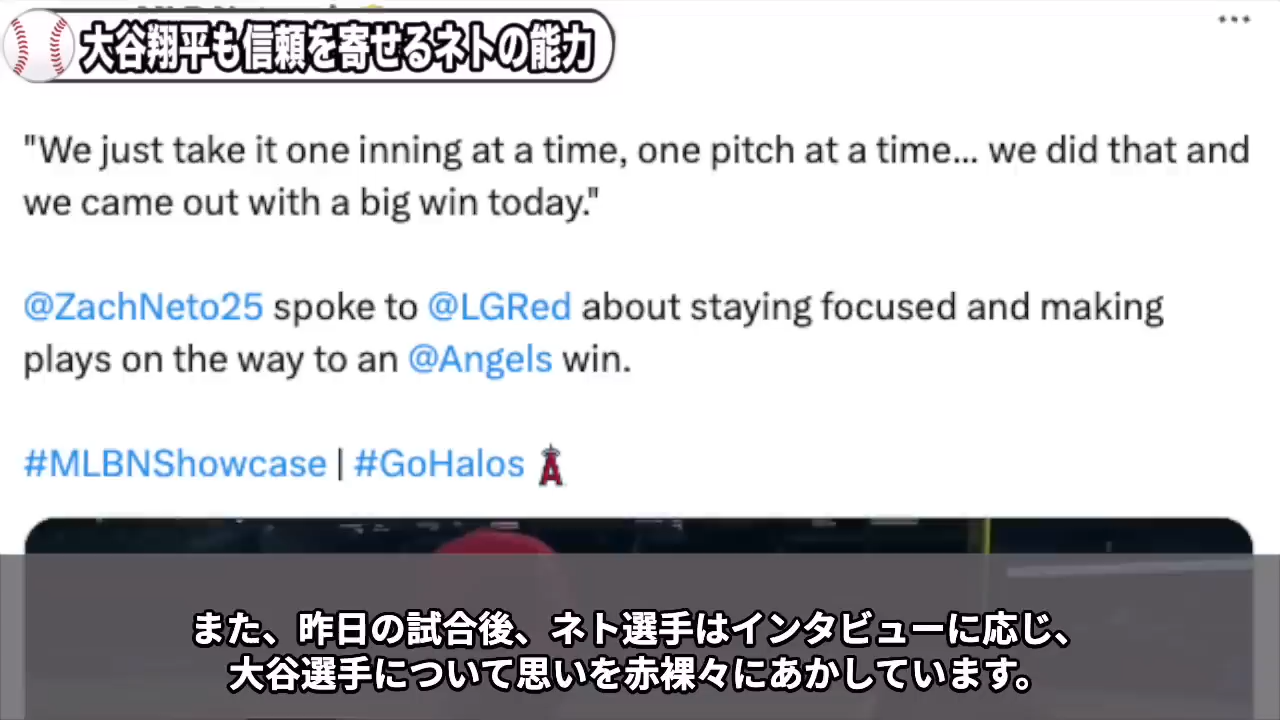 大谷翔平も信頼を寄せるネトの能力
"We just take it one inning at a time, one pitch at a time... we did that and
we came out with a big win today."
@ZachNeto25 spoke to @LGRed about staying focused and making
plays on the way to an @Angels win.
#MLBNShowcase | #GoHalos
また、昨日の試合後、ネト選手はインタビューに応じ、
大谷選手について思いを赤裸々にあかしています。